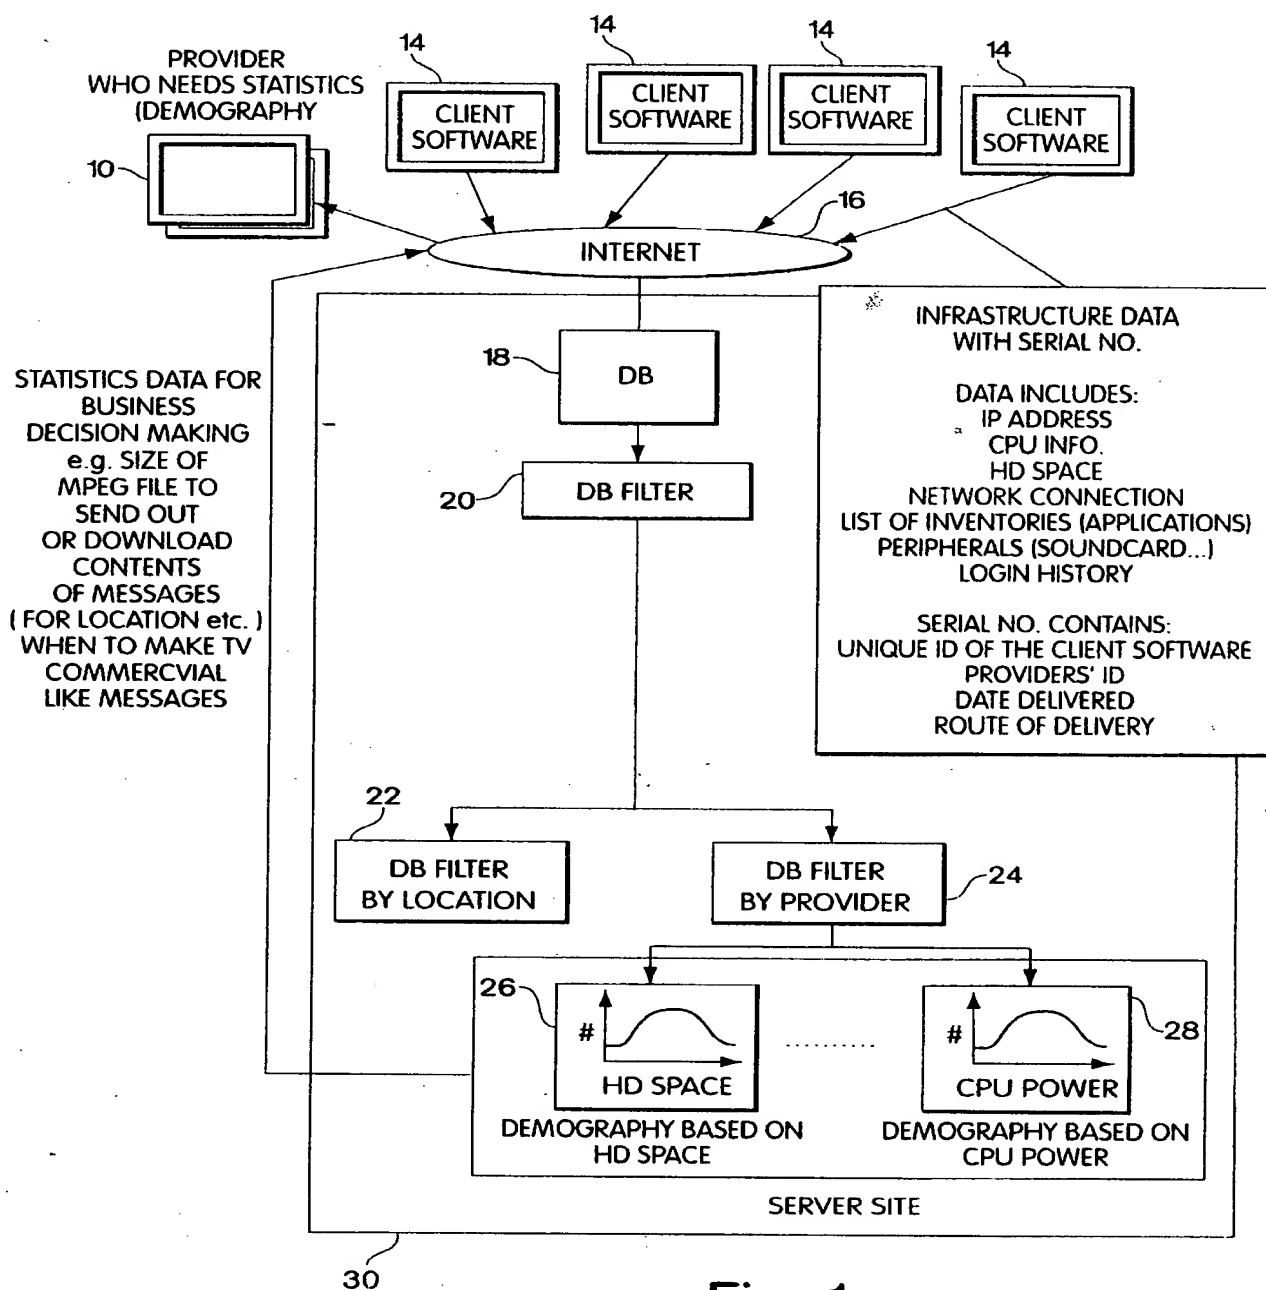 PROVIDER
WHO NEEDS STATISTICS
(DEMOGRAPHY
10
14
CLIENT
SOFTWARE
14
CLIENT
SOFTWARE
14
CLIENT
SOFTWARE
14
CLIENT
SOFTWARE
16
INTERNET
STATISTICS DATA FOR
BUSINESS
DECISION MAKING
e.g. SIZE OF
MPEG FILE TO
SEND OUT
OR DOWNLOAD
CONTENTS
OF MESSAGES
( FOR LOCATION etc. )
WHEN TO MAKE TV
COMMERCVIAL
LIKE MESSAGES
18
DB
20
DB FILTER
INFRASTRUCTURE DATA
WITH SERIAL NO.
DATA INCLUDES:
IP ADDRESS
CPU INFO.
HD SPACE
NETWORK CONNECTION
LIST OF INVENTORIES (APPLICATIONS)
PERIPHERALS (SOUNDCARD...)
LOGIN HISTORY
SERIAL NO. CONTAINS:
UNIQUE ID OF THE CLIENT SOFTWARE
PROVIDERS' ID
DATE DELIVERED
ROUTE OF DELIVERY
22
DB FILTER
BY LOCATION
DB FILTER
BY PROVIDER
24
26
#
HD SPACE
DEMOGRAPHY BASED ON
HD SPACE
..........
#
CPU POWER
28
DEMOGRAPHY BASED ON
CPU POWER
SERVER SITE
30